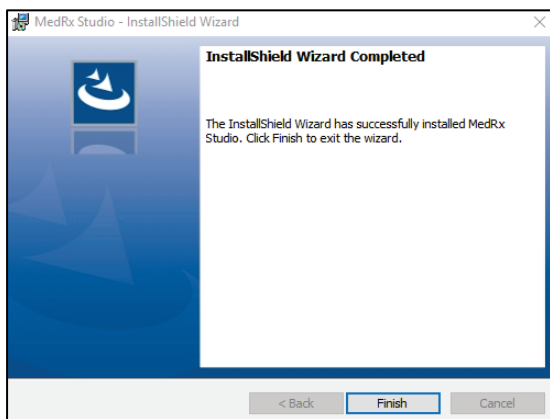 MedRx Studio - InstallShield Wizard
InstallShield Wizard Completed
The InstallShield Wizard has successfully installed MedRx
Studio. Click Finish to exit the wizard.
< Back Finish Cancel